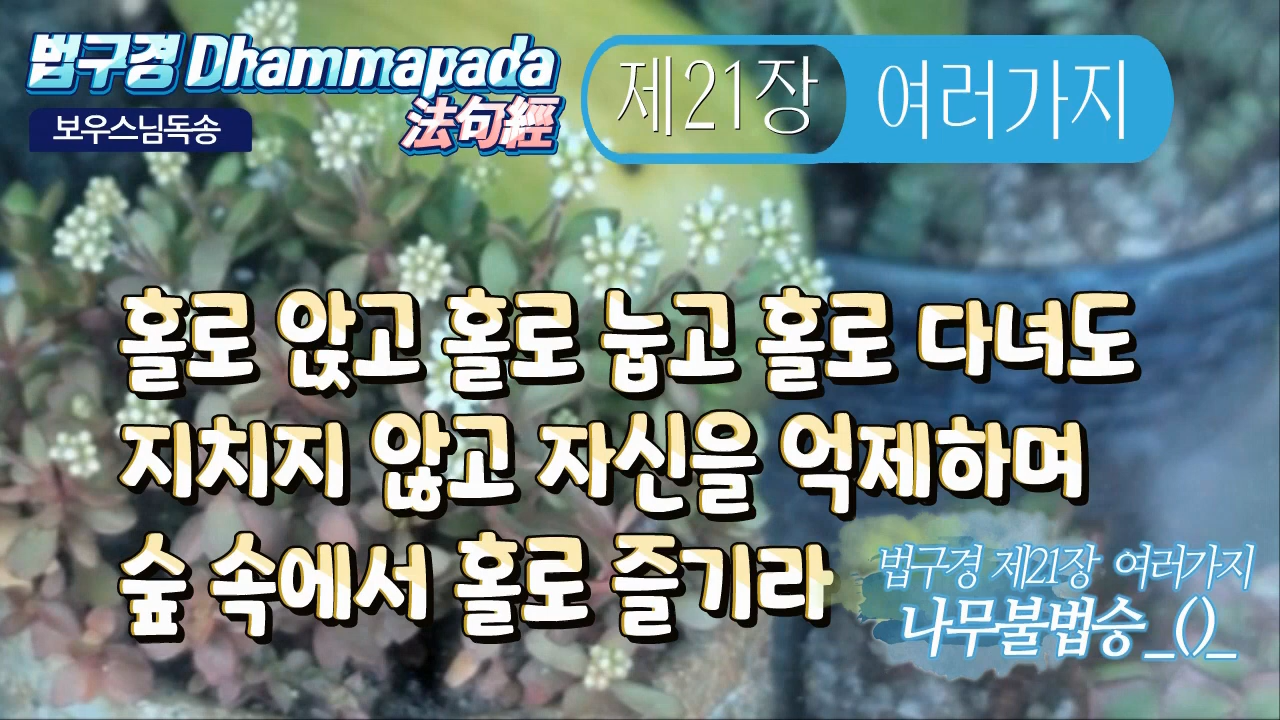 법구경 Dhammapada
法句經
보우스님독송
제21장 여러가지
홀로 앉고 홀로 눕고 홀로 다녀도
지치지 않고 자신을 억제하며
숲 속에서 홀로 즐기라
법구경 제21장 여러가지
나무불법승 _()_